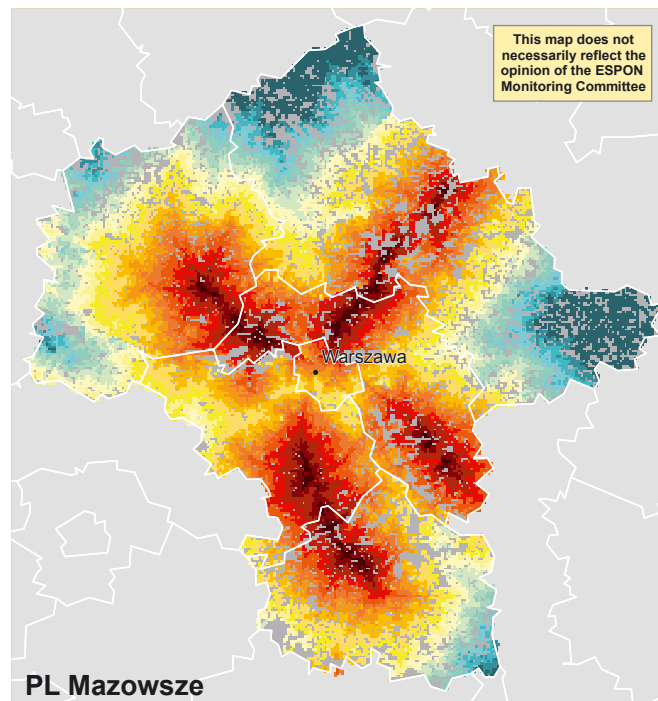 This map does not
necessarily reflect the
opinion of the ESPON
Monitoring Committee
Warszawa
PL Mazowsze